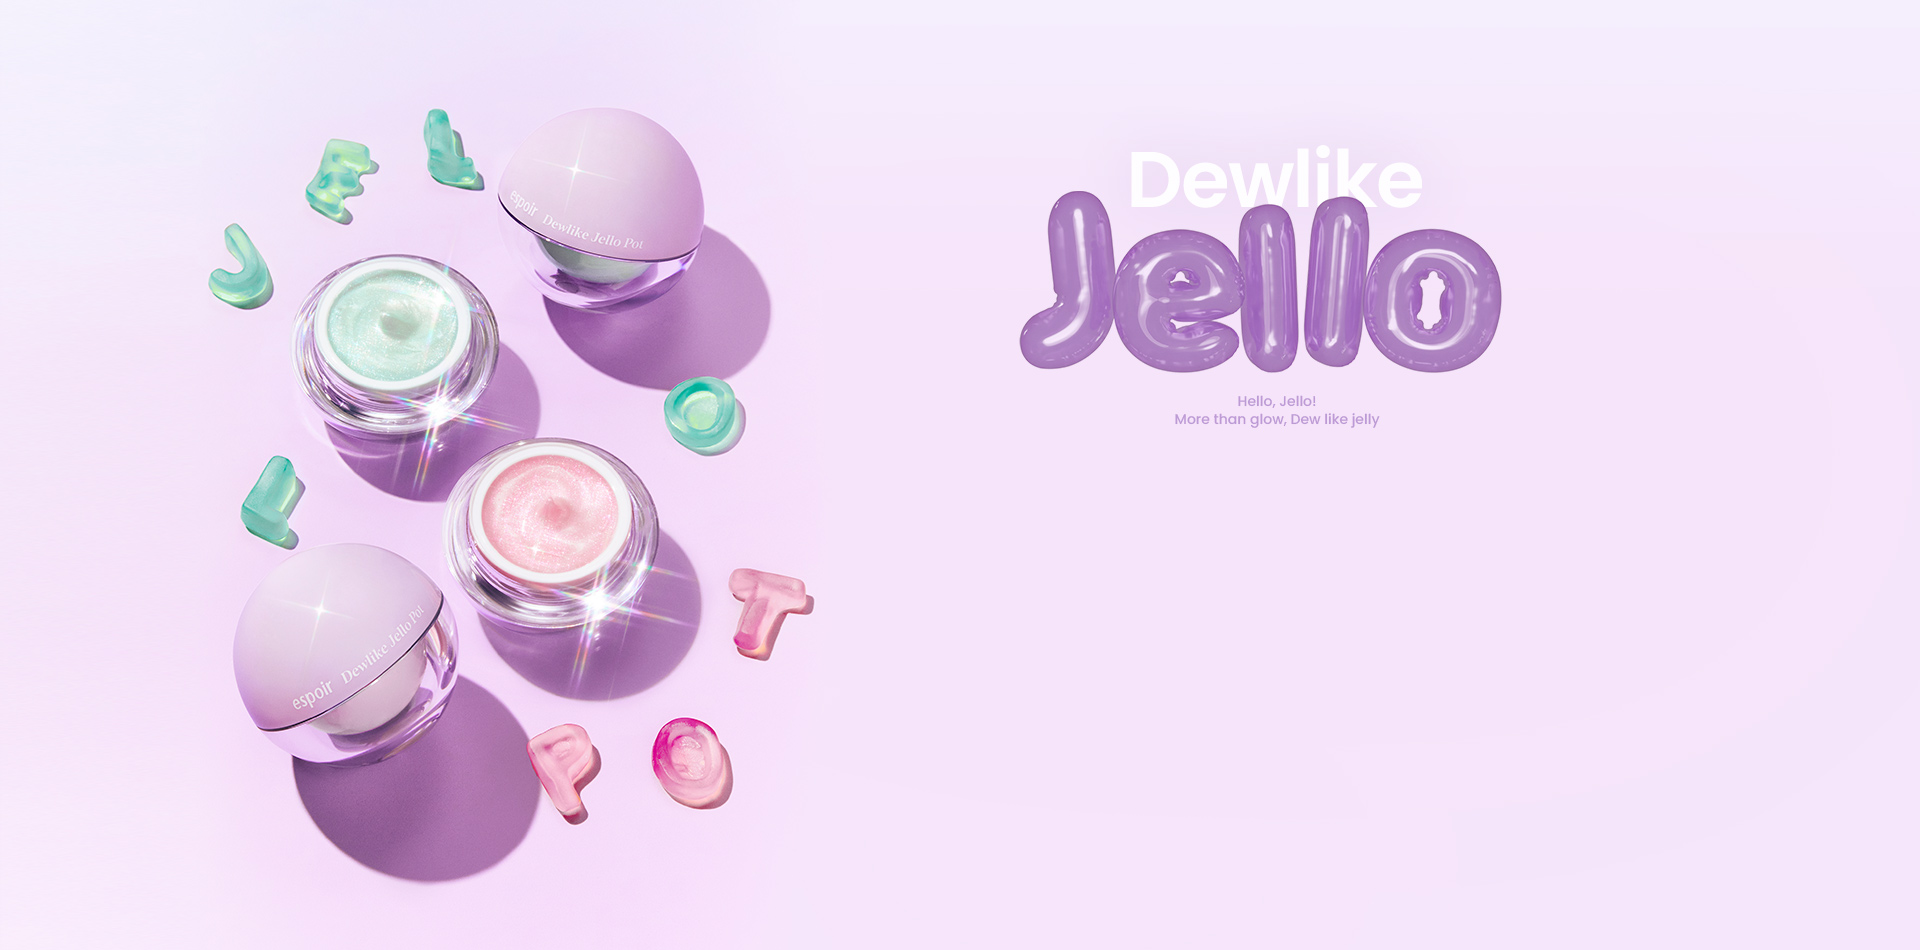 Dewlike
Jello
Hello, Jello!
More than glow, Dew like jelly
espoir Dewlike Jello Pot
espoir Dewlike Jello Pot
J
E
L
L
O
P
O
T